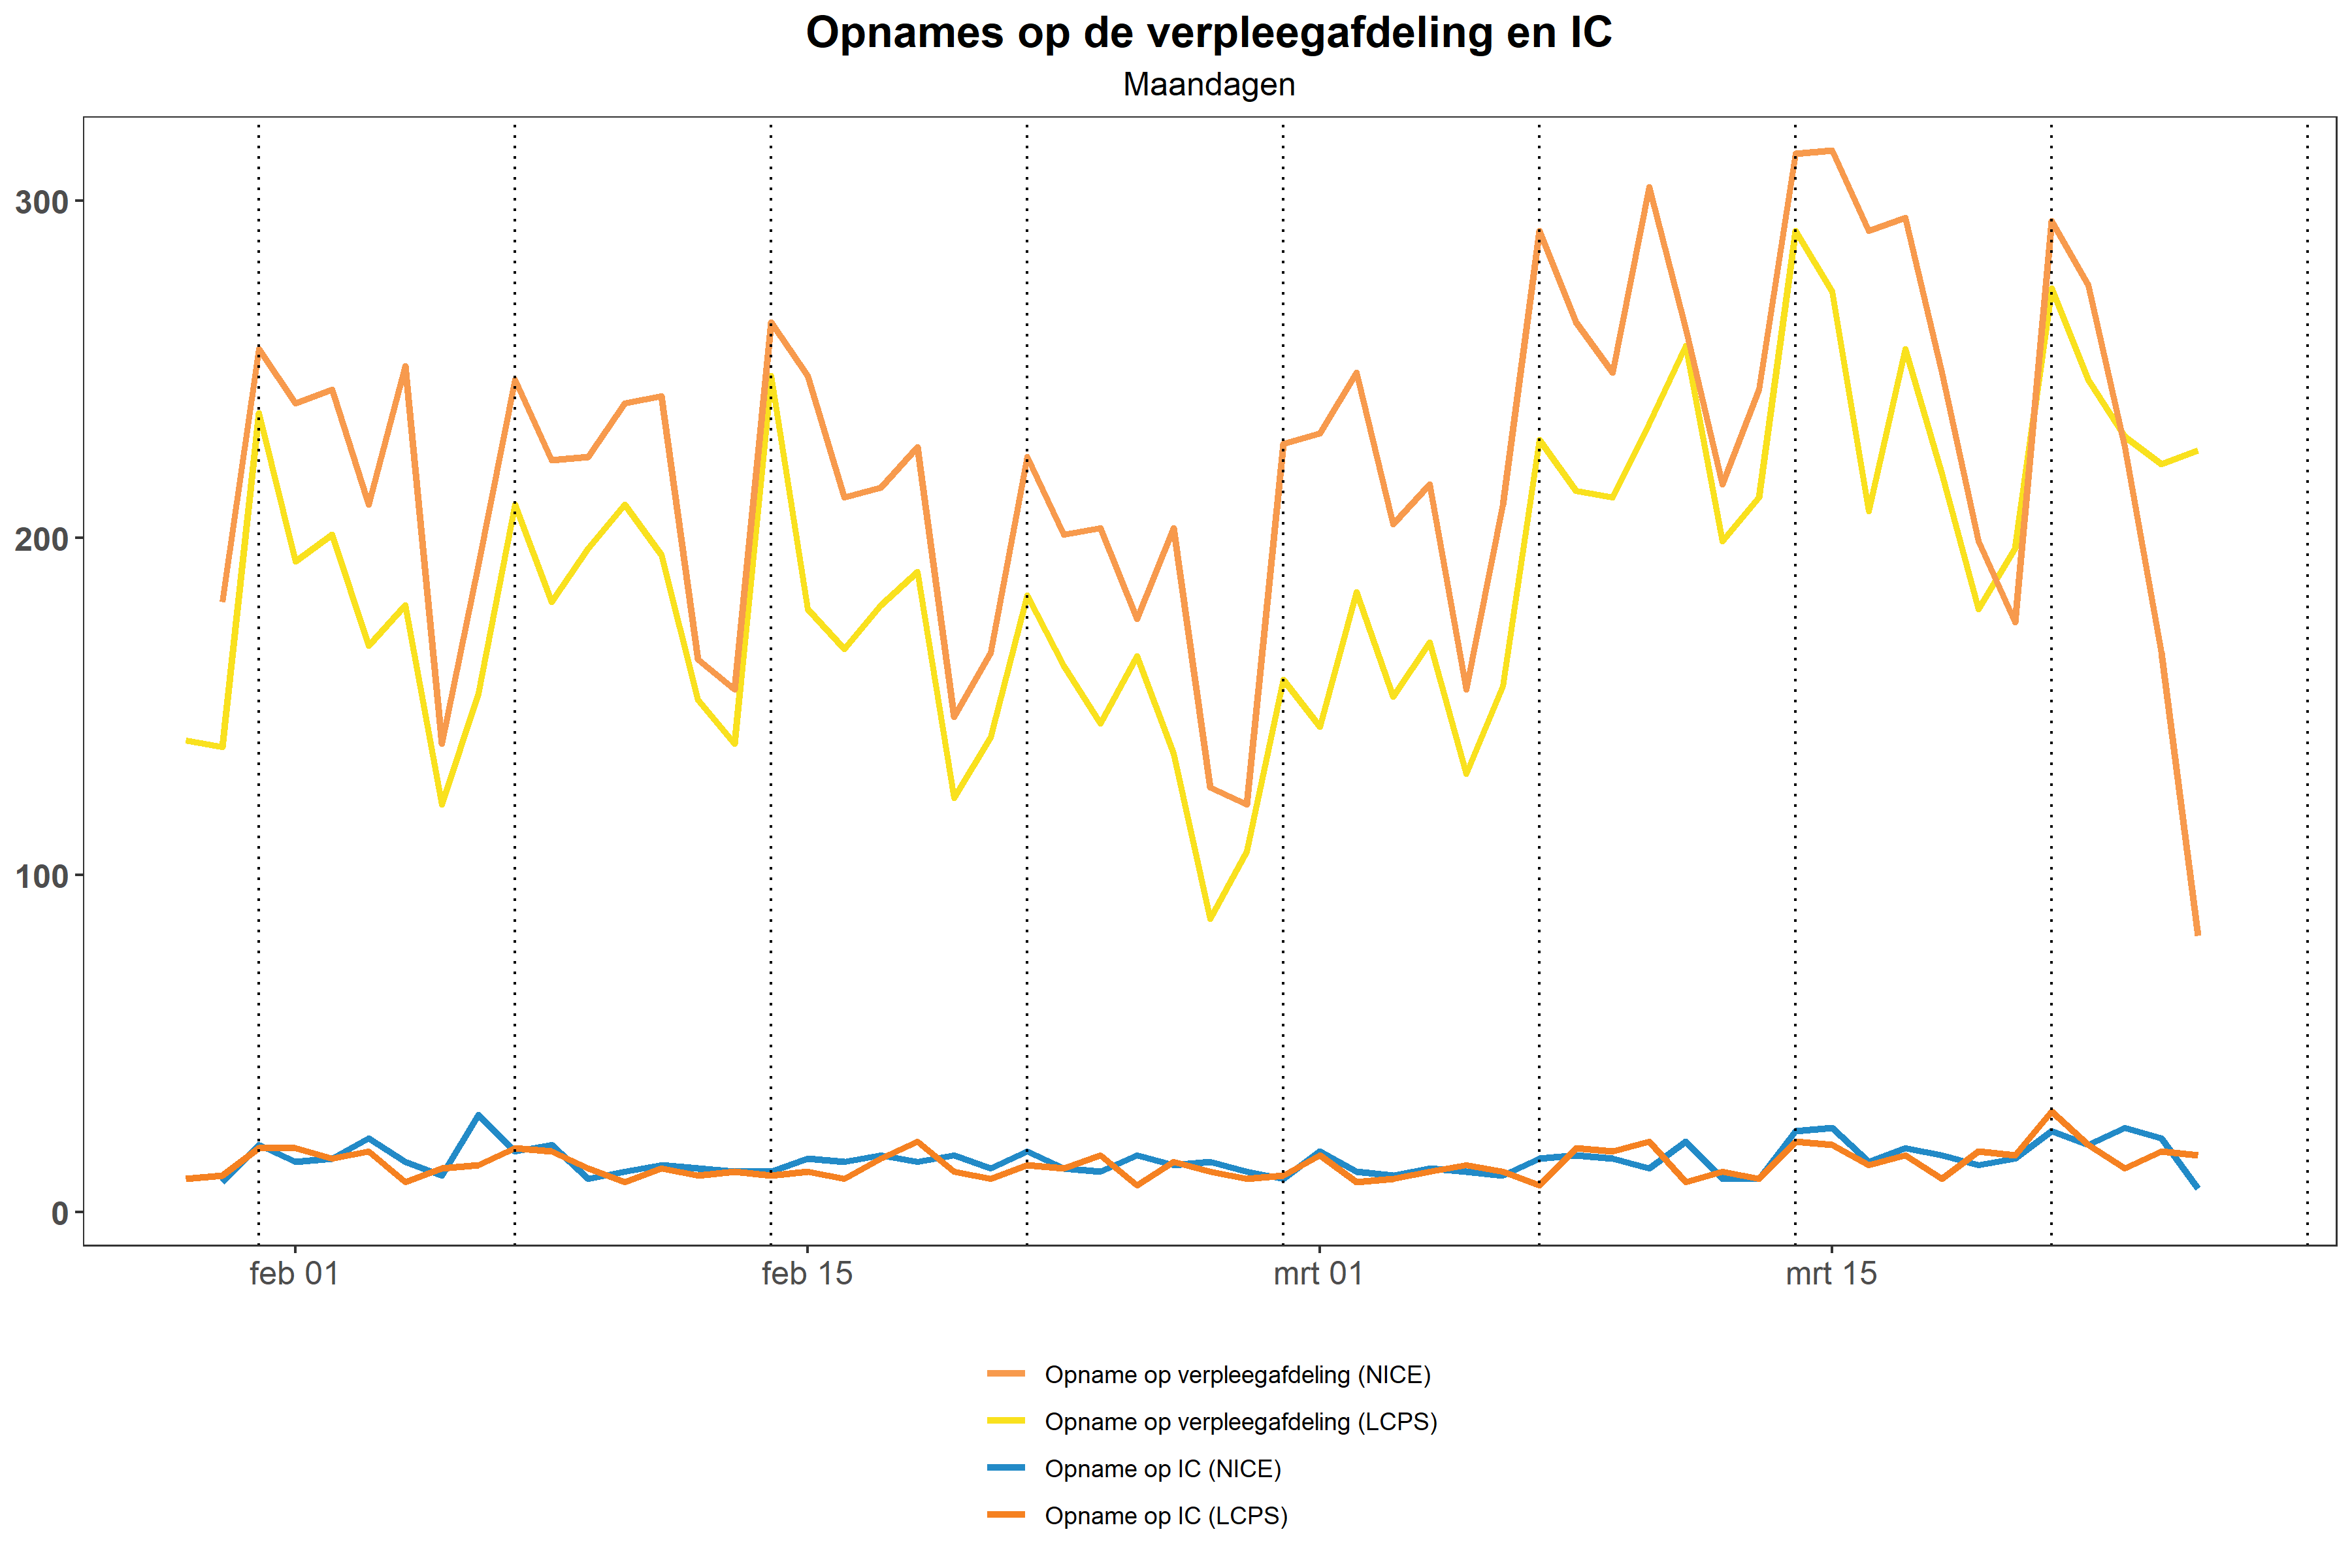 Opnames op de verpleegafdeling en IC
Maandagen
300
200
100
0
feb 01 feb 15 mrt 01 mrt 15
Opname op verpleegafdeling (NICE)
Opname op verpleegafdeling (LCPS)
Opname op IC (NICE)
Opname op IC (LCPS)